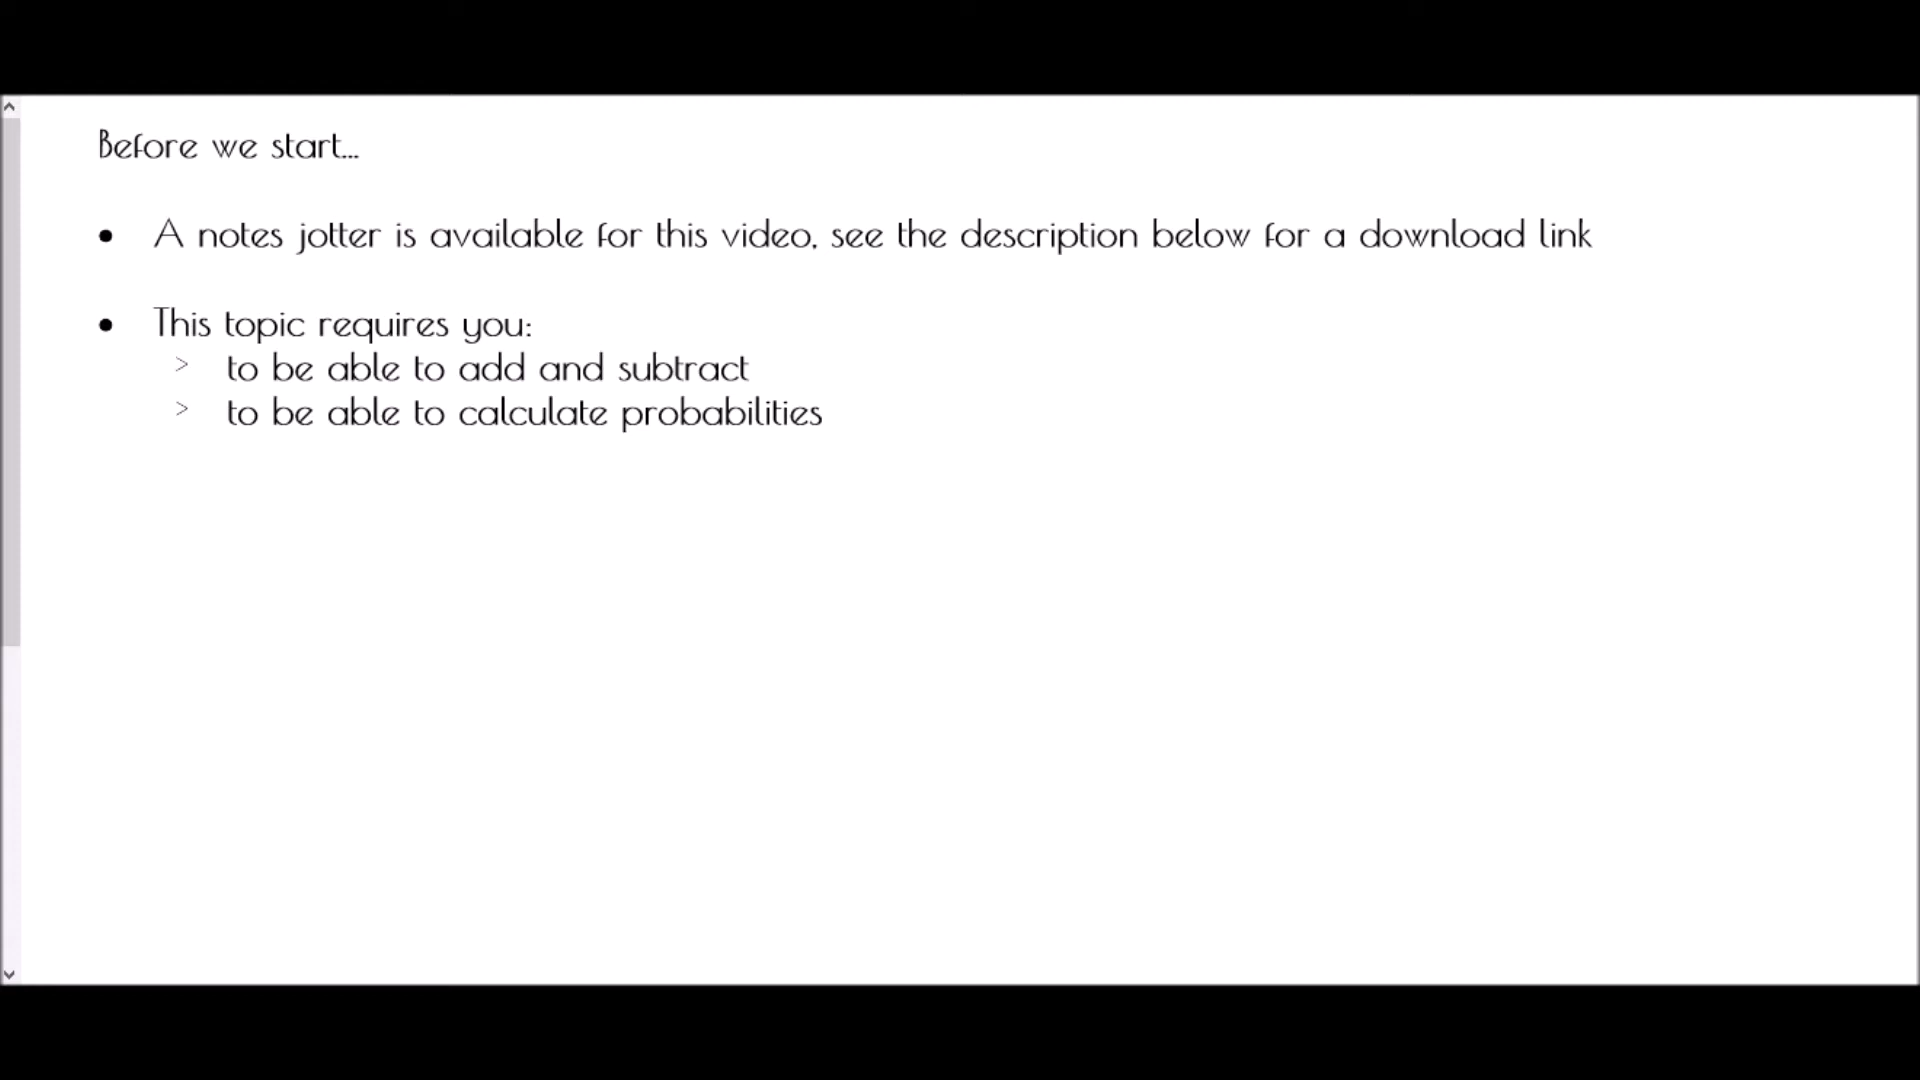 Before we start...
• A notes jotter is available for this video, see the description below for a download link
• This topic requires you:
> to be able to add and subtract
> to be able to calculate probabilities